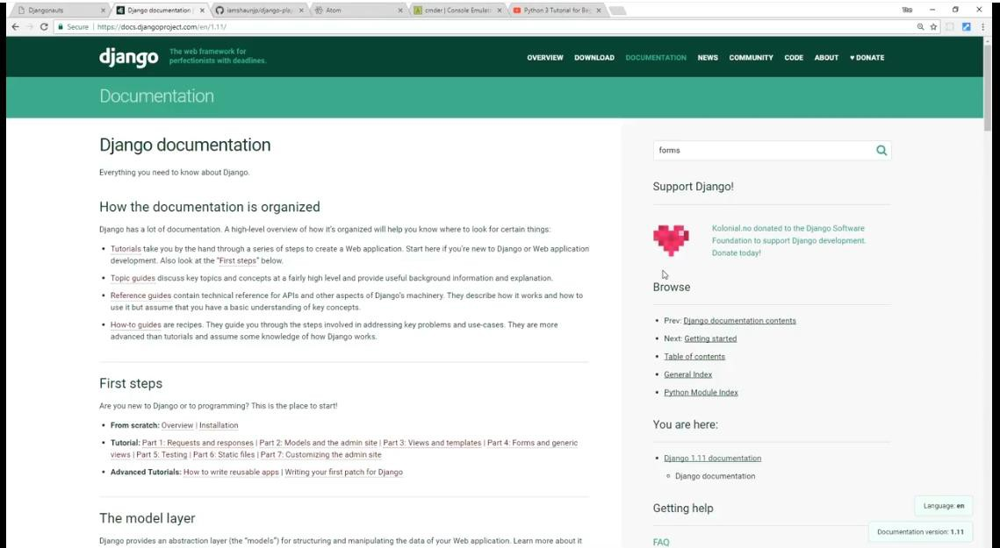 Djangonauts
Django documentation
iamshaunjp/django-play
Atom
cmder | Console Emulat
Python 3 Tutorial for Be
Secure | https://docs.djangoproject.com/en/1.11/
django
The web framework for
perfectionists with deadlines.
OVERVIEW DOWNLOAD DOCUMENTATION NEWS COMMUNITY CODE ABOUT ♥ DONATE
Documentation
Django documentation
Everything you need to know about Django.
How the documentation is organized
Django has a lot of documentation. A high-level overview of how it's organized will help you know where to look for certain things:
• Tutorials take you by the hand through a series of steps to create a Web application. Start here if you're new to Django or Web application
development. Also look at the "First steps" below.
• Topic guides discuss key topics and concepts at a fairly high level and provide useful background information and explanation.
• Reference guides contain technical reference for APIs and other aspects of Django's machinery. They describe how it works and how to
use it but assume that you have a basic understanding of key concepts.
• How-to guides are recipes. They guide you through the steps involved in addressing key problems and use-cases. They are more
advanced than tutorials and assume some knowledge of how Django works.
First steps
Are you new to Django or to programming? This is the place to start!
• From scratch: Overview | Installation
• Tutorial: Part 1: Requests and responses | Part 2: Models and the admin site | Part 3: Views and templates | Part 4: Forms and generic
views | Part 5: Testing | Part 6: Static files | Part 7: Customizing the admin site
• Advanced Tutorials: How to write reusable apps | Writing your first patch for Django
The model layer
Django provides an abstraction layer (the "models") for structuring and manipulating the data of your Web application. Learn more about it
forms
Support Django!
Kolonial.no donated to the Django Software
Foundation to support Django development.
Donate today!
Browse
• Prev: Django documentation contents
• Next: Getting started
• Table of contents
• General Index
• Python Module Index
You are here:
• Django 1.11 documentation
Django documentation
Getting help
FAQ
Language: en
Documentation version: 1.11